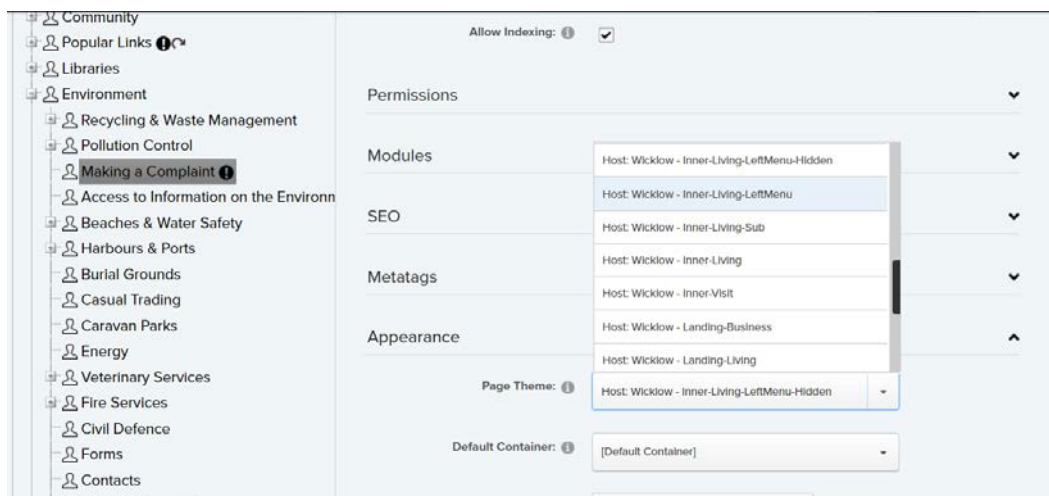 Community
Popular Links
Libraries
Environment
Recycling & Waste Management
Pollution Control
Making a Complaint
Access to Information on the Environm
Beaches & Water Safety
Harbours & Ports
Burial Grounds
Casual Trading
Caravan Parks
Energy
Veterinary Services
Fire Services
Civil Defence
Forms
Contacts
Allow Indexing:
Permissions
Modules
SEO
Metatags
Appearance
Host: Wicklow - Inner-Living-LeftMenu-Hidden
Host: Wicklow - Inner-Living-LeftMenu
Host: Wicklow - Inner-Living-Sub
Host: Wicklow - Inner-Living
Host: Wicklow - Inner-Visit
Host: Wicklow - Landing-Business
Host: Wicklow - Landing-Living
Page Theme:
Host: Wicklow - Inner-Living-LeftMenu-Hidden
Default Container:
[Default Container]